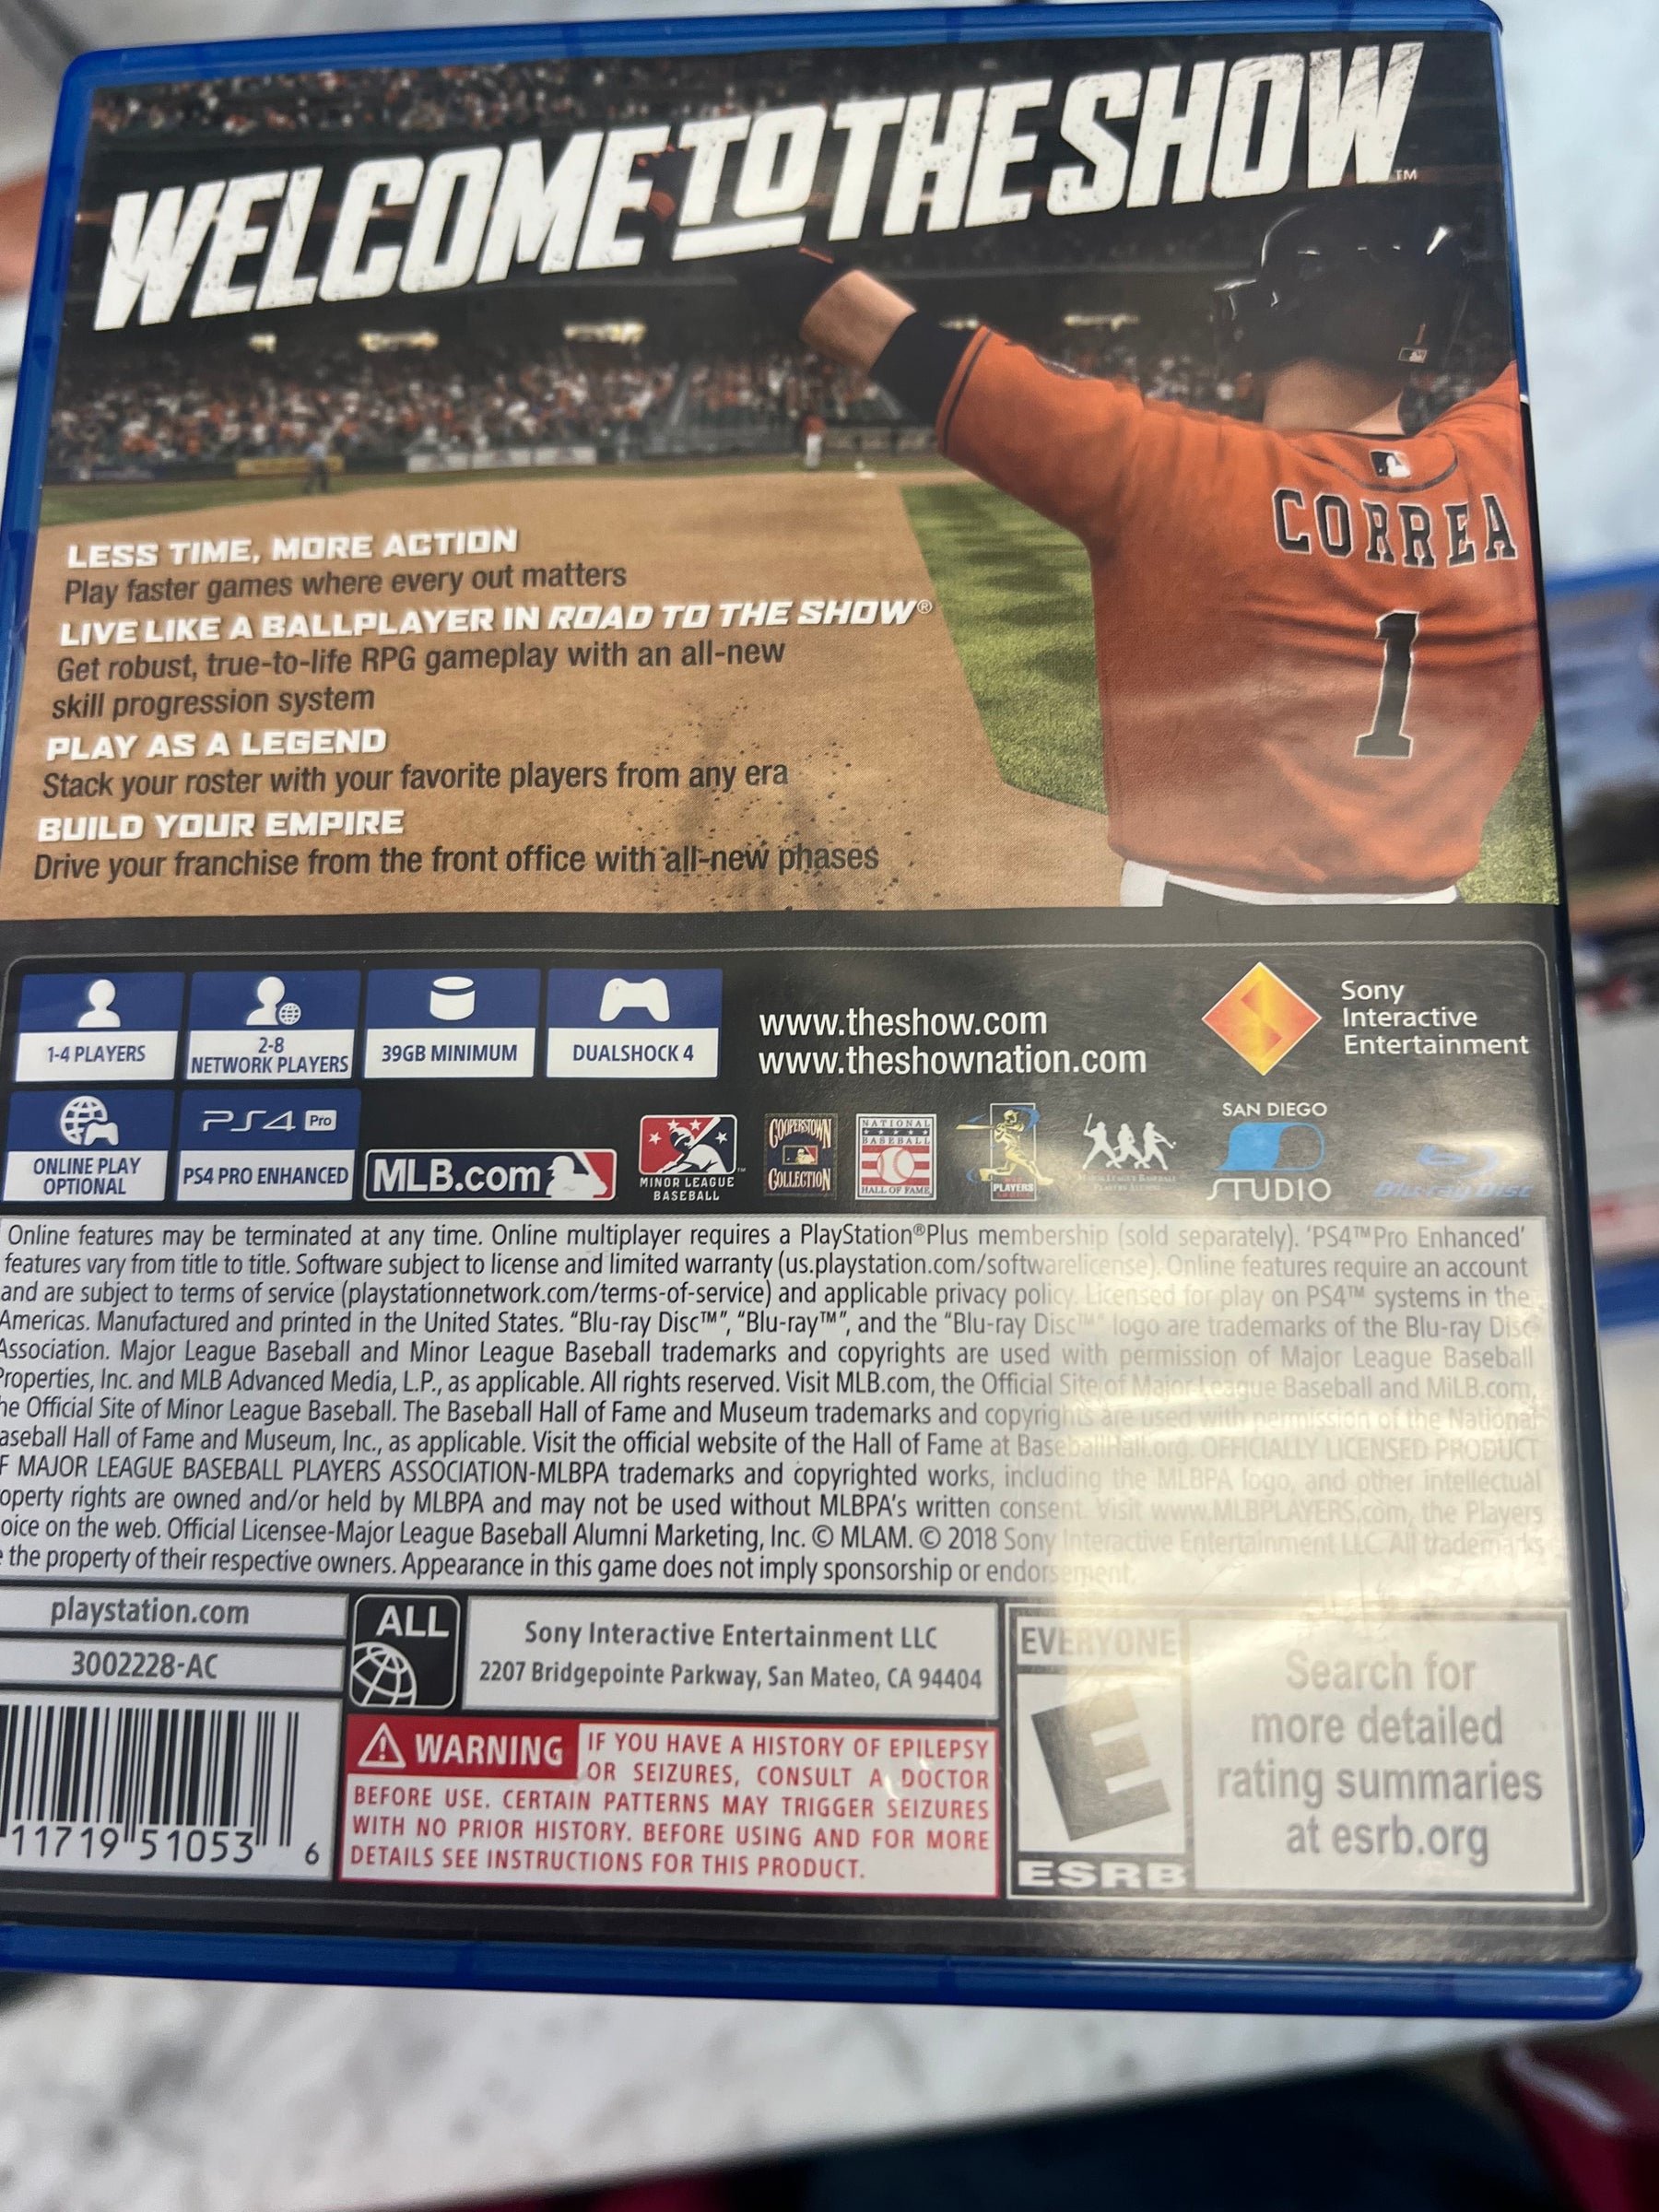 WELCOME TO THE SHOW™
CORREA
1
LESS TIME, MORE ACTION
Play faster games where every out matters
LIVE LIKE A BALLPLAYER IN ROAD TO THE SHOW®
Get robust, true-to-life RPG gameplay with an all-new
skill progression system
PLAY AS A LEGEND
Stack your roster with your favorite players from any era
BUILD YOUR EMPIRE
Drive your franchise from the front office with all-new phases
1-4 PLAYERS
2-8
NETWORK PLAYERS
39GB MINIMUM
DUALSHOCK 4
www.theshow.com
www.theshownation.com
Sony
Interactive
Entertainment
ONLINE PLAY
OPTIONAL
PS4 Pro
PS4 PRO ENHANCED
MLB.com
MINOR LEAGUE
BASEBALL
COOPERSTOWN
COLLECTION
NATIONAL
BASEBALL
HALL OF FAME
PLAYERS
SAN DIEGO
STUDIO
Blu-ray Disc
Online features may be terminated at any time. Online multiplayer requires a PlayStation®Plus membership (sold separately). 'PS4™Pro Enhanced'
features vary from title to title. Software subject to license and limited warranty (us.playstation.com/softwarelicense). Online features require an account
and are subject to terms of service (playstationnetwork.com/terms-of-service) and applicable privacy policy. Licensed for play on PS4™ systems in the
Americas. Manufactured and printed in the United States. “Blu-ray Disc™”, “Blu-ray™”, and the “Blu-ray Disc™” logo are trademarks of the Blu-ray Disc
Association. Major League Baseball and Minor League Baseball trademarks and copyrights are used with permission of Major League Baseball
Properties, Inc. and MLB Advanced Media, L.P., as applicable. All rights reserved. Visit MLB.com, the Official Site of Major League Baseball and MiLB.com,
he Official Site of Minor League Baseball. The Baseball Hall of Fame and Museum trademarks and copyrights are used with permission of the National
aseball Hall of Fame and Museum, Inc., as applicable. Visit the official website of the Hall of Fame at BaseballHall.org. OFFICIALLY LICENSED PRODUCT
F MAJOR LEAGUE BASEBALL PLAYERS ASSOCIATION-MLBPA trademarks and copyrighted works, including the MLBPA logo, and other intellectual
operty rights are owned and/or held by MLBPA and may not be used without MLBPA's written consent. Visit www.MLBPLAYERS.com, the Players
oice on the web. Official Licensee-Major League Baseball Alumni Marketing, Inc. © MLAM. © 2018 Sony Interactive Entertainment LLC All trademarks
e the property of their respective owners. Appearance in this game does not imply sponsorship or endorsement.
playstation.com
3002228-AC
ALL
Sony Interactive Entertainment LLC
2207 Bridgepointe Parkway, San Mateo, CA 94404
WARNING IF YOU HAVE A HISTORY OF EPILEPSY
OR SEIZURES, CONSULT A DOCTOR
BEFORE USE. CERTAIN PATTERNS MAY TRIGGER SEIZURES
WITH NO PRIOR HISTORY. BEFORE USING AND FOR MORE
DETAILS SEE INSTRUCTIONS FOR THIS PRODUCT.
11719 51053 6
EVERYONE
E
ESRB
Search for
more detailed
rating summaries
at esrb.org